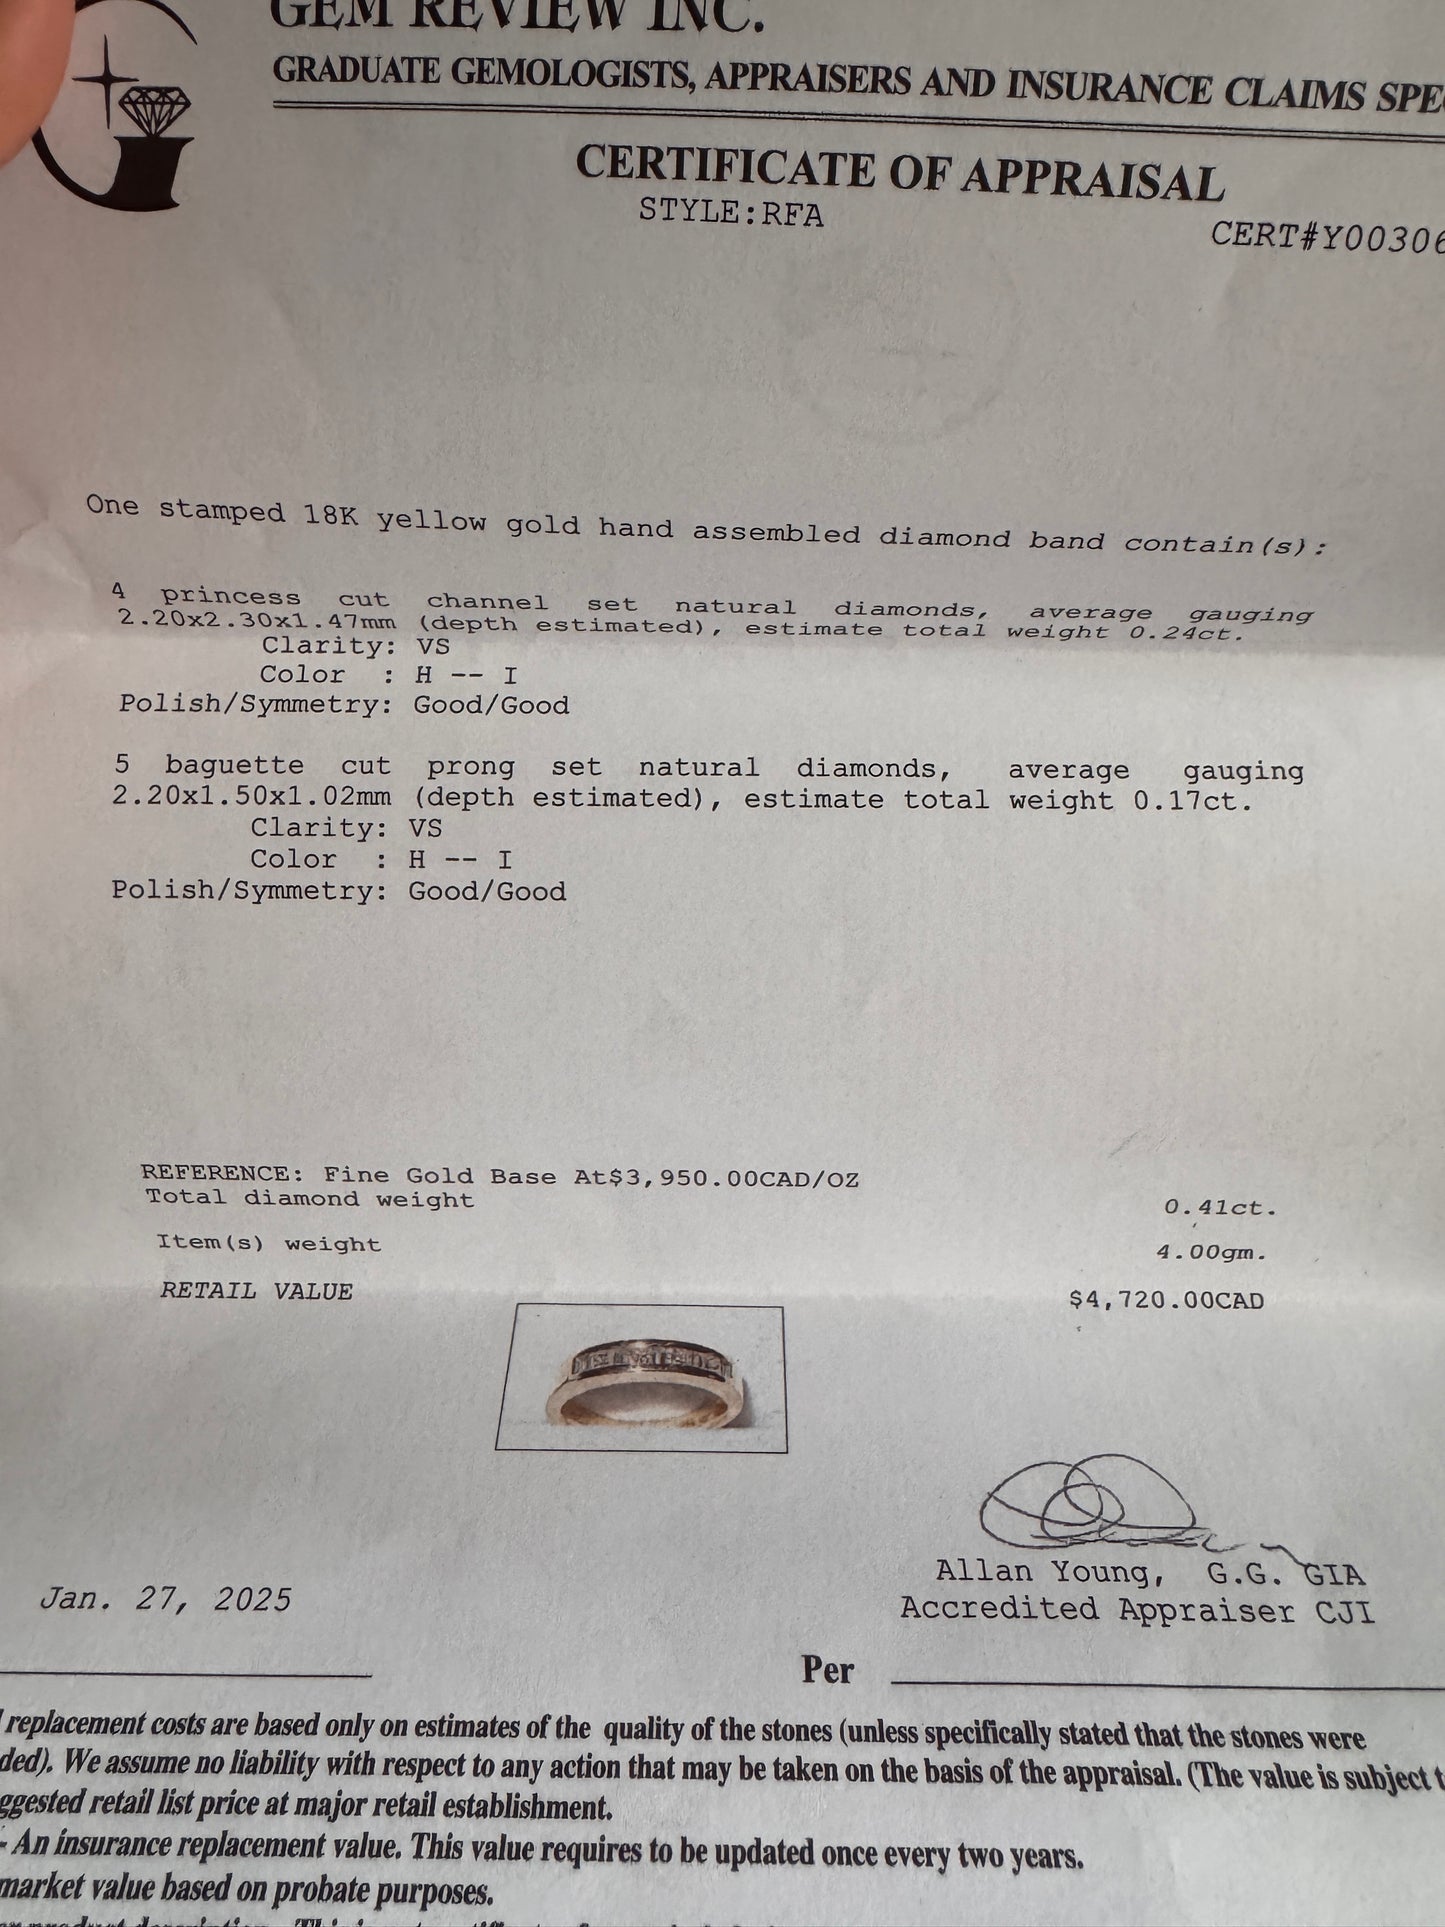 GEM REVIEW INC.
GRADUATE GEMOLOGISTS, APPRAISERS AND INSURANCE CLAIMS SPE
CERTIFICATE OF APPRAISAL
STYLE:RFA
CERT#Y00306
One stamped 18K yellow gold hand assembled diamond band contain(s):
4 princess cut channel set natural diamonds, average gauging
2.20x2.30x1.47mm (depth estimated), estimate total weight 0.24ct.
Clarity: VS
Color : H -- I
Polish/Symmetry: Good/Good
5 baguette cut prong set natural diamonds, average gauging
2.20x1.50x1.02mm (depth estimated), estimate total weight 0.17ct.
Clarity: VS
Color : H -- I
Polish/Symmetry: Good/Good
REFERENCE: Fine Gold Base At$3,950.00CAD/OZ
Total diamond weight 0.41ct.
Item(s) weight 4.00gm.
RETAIL VALUE $4,720.00CAD
Allan Young, G.G. GIA
Jan. 27, 2025 Accredited Appraiser CJI
Per
replacement costs are based only on estimates of the quality of the stones (unless specifically stated that the stones were
ded). We assume no liability with respect to any action that may be taken on the basis of the appraisal. (The value is subject t
ggested retail list price at major retail establishment.
- An insurance replacement value. This value requires to be updated once every two years.
market value based on probate purposes.